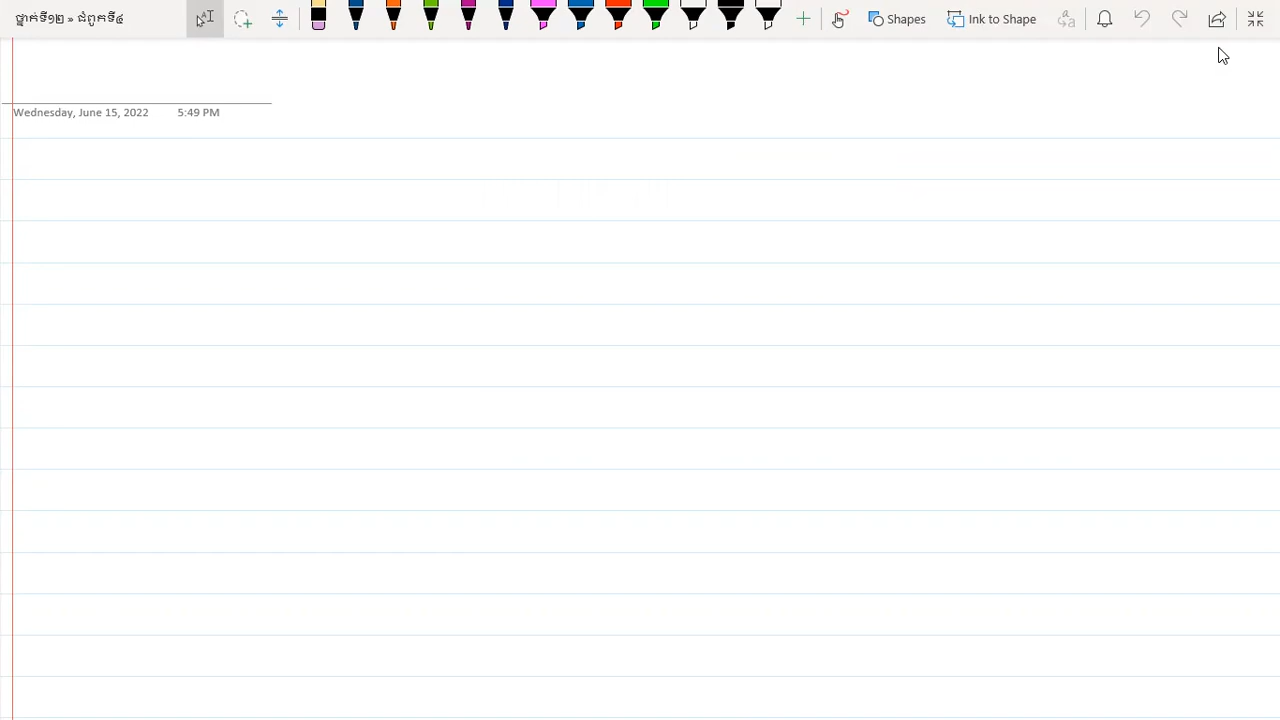 ថ្នាក់ទី១២ » ជំពូកទី៤ Shapes Ink to Shape
Wednesday, June 15, 2022 5:49 PM